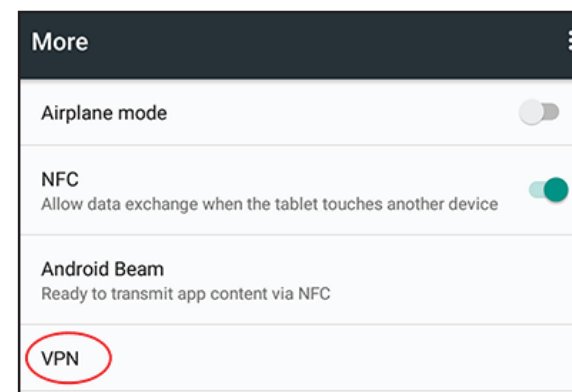 More
Airplane mode
NFC
Allow data exchange when the tablet touches another device
Android Beam
Ready to transmit app content via NFC
VPN